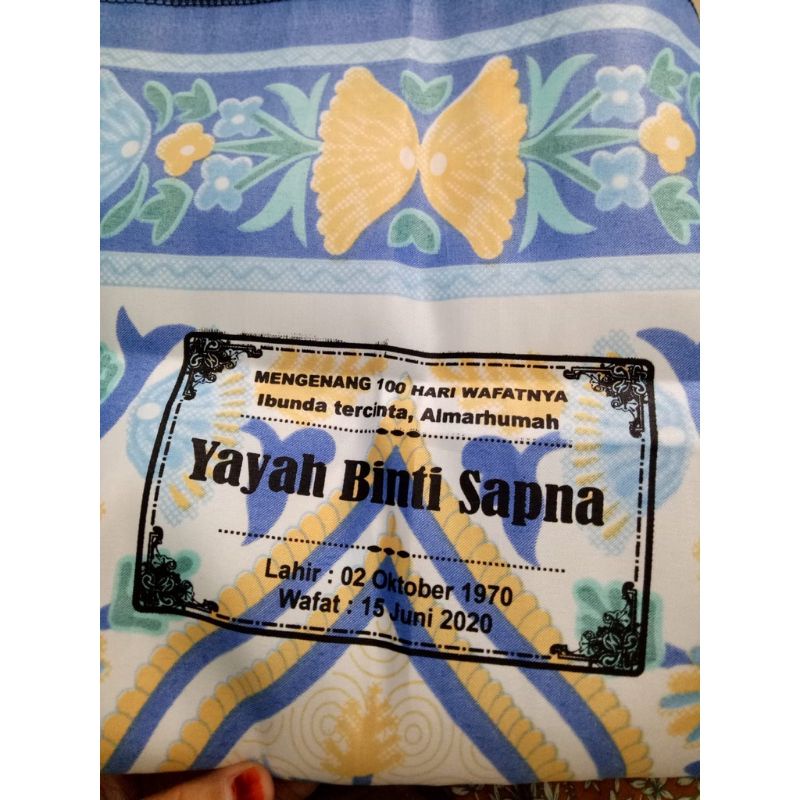 MENGENANG 100 HARI WAFATNYA
Ibunda tercinta, Almarhumah
Yayah Binti Sapna
Lahir : 02 Oktober 1970
Wafat : 15 Juni 2020